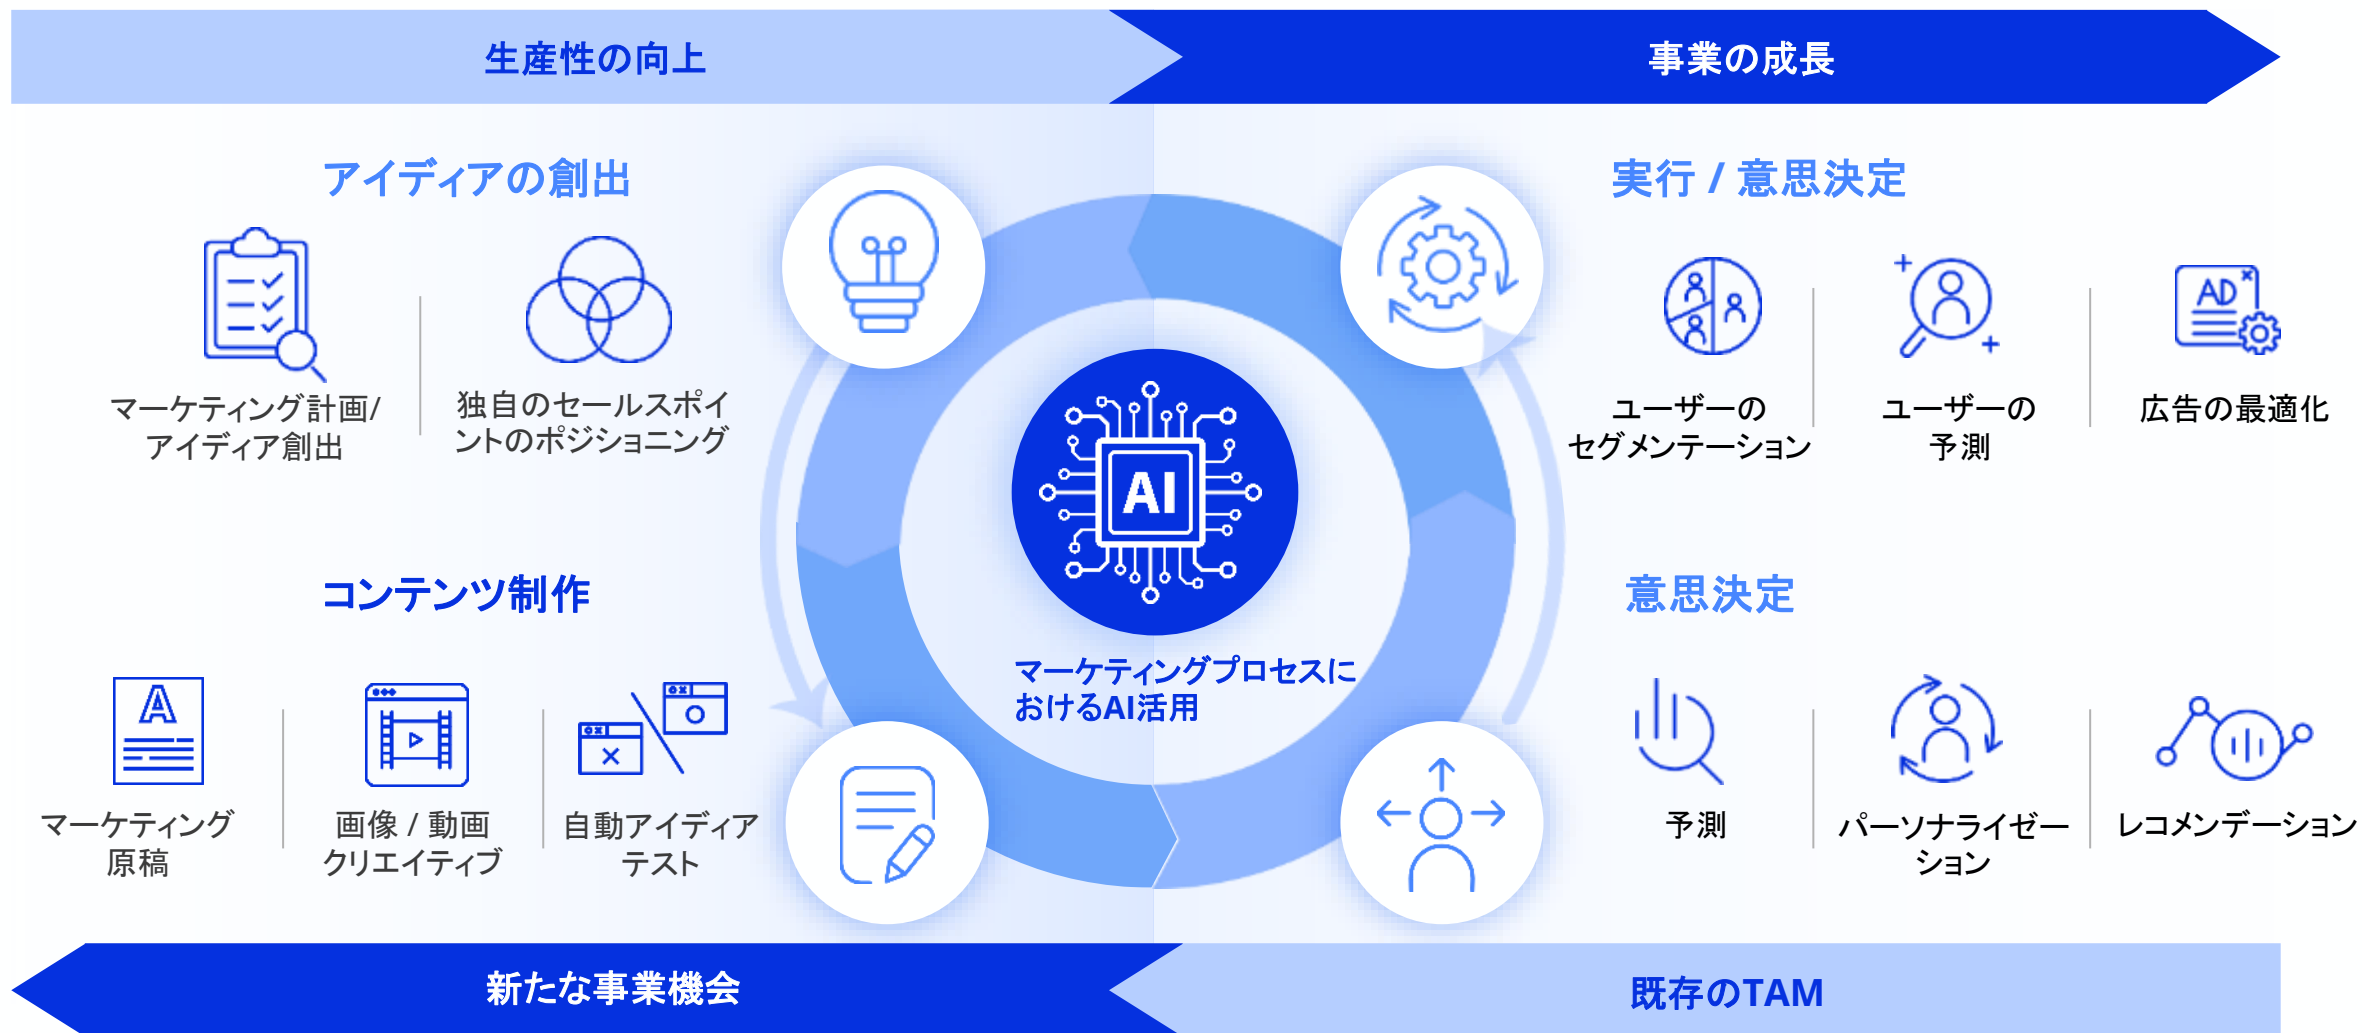 生産性の向上
事業の成長
アイディアの創出
マーケティング計画/
アイディア創出
独自のセールスポイ
ントのポジショニング
実行 / 意思決定
ユーザーの
セグメンテーション
ユーザーの
予測
AD
広告の最適化
AI
マーケティングプロセスに
おけるAI活用
コンテンツ制作
A
マーケティング
原稿
画像 / 動画
クリエイティブ
自動アイディア
テスト
意思決定
予測
パーソナライゼー
ション
レコメンデーション
新たな事業機会
既存のTAM